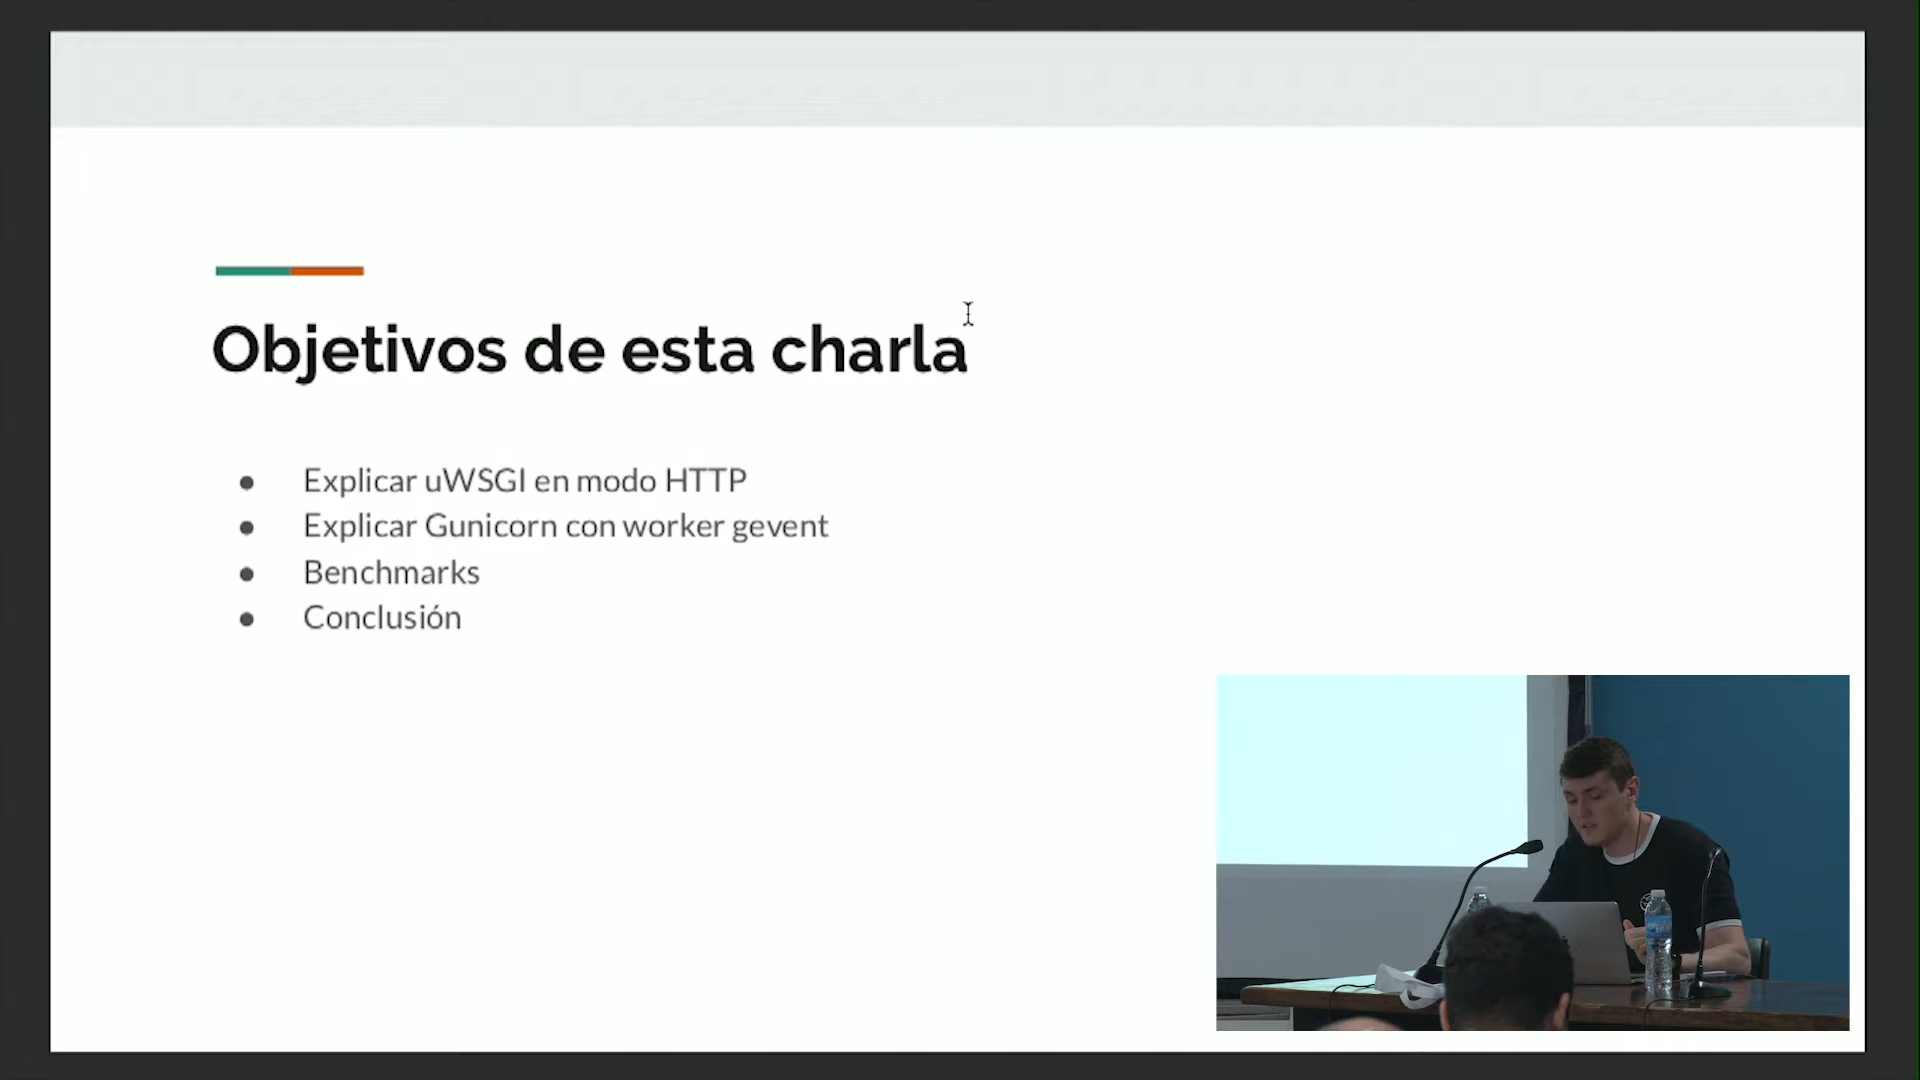 Objetivos de esta charla
Explicar uWSGI en modo HTTP
Explicar Gunicorn con worker gevent
Benchmarks
Conclusión